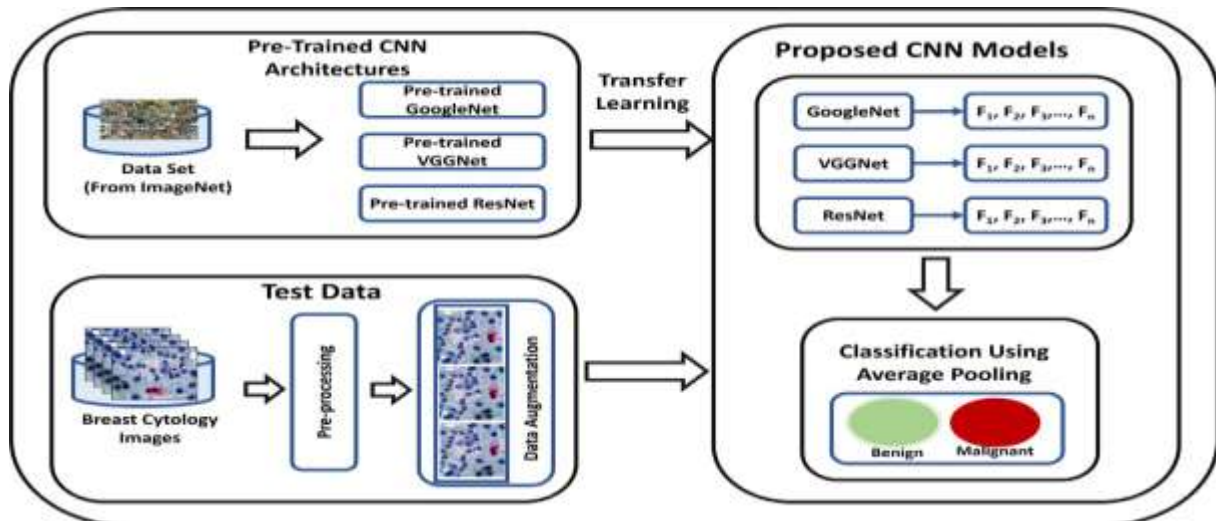 Pre-Trained CNN
Architectures
Data Set
(From ImageNet)
Pre-trained
GoogleNet
Pre-trained
VGGNet
Pre-trained ResNet
Transfer
Learning
Proposed CNN Models
GoogleNet
F₁, F₂, F₃,..., Fₙ
VGGNet
F₁, F₂, F₃,..., Fₙ
ResNet
F₁, F₂, F₃,..., Fₙ
Test Data
Breast Cytology
Images
Pre-processing
Data Augmentation
Classification Using
Average Pooling
Benign
Malignant